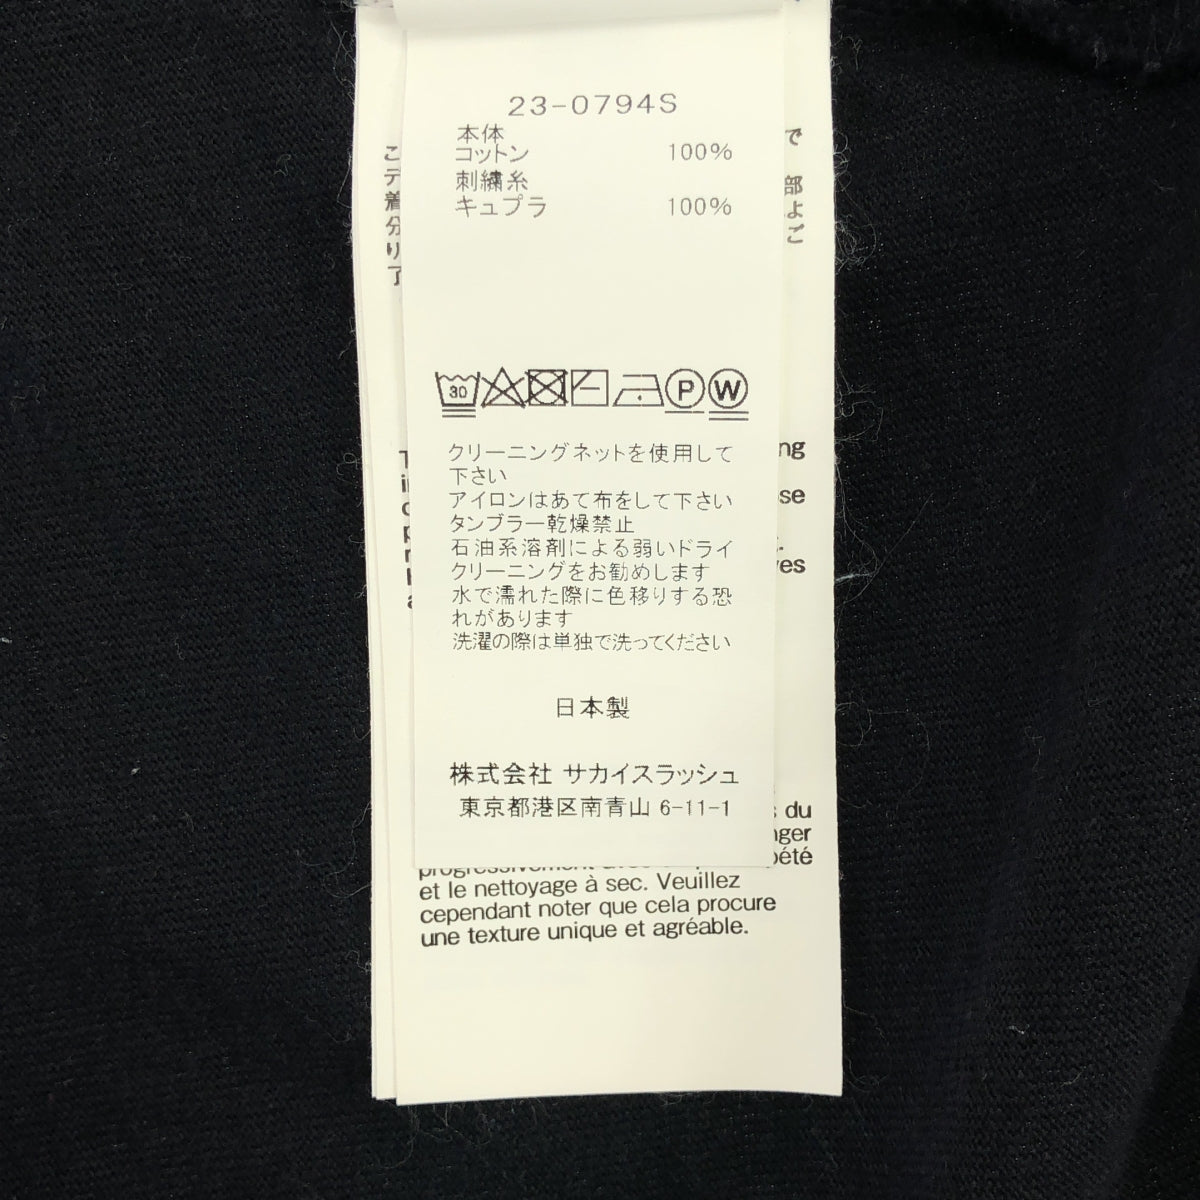 23-0794S
本体
コットン 100%
刺繍糸
キュプラ 100%
30
P
W
クリーニングネットを使用して
下さい
アイロンはあて布をして下さい
タンブラー乾燥禁止
石油系溶剤による弱いドライ
クリーニングをお勧めします
水で濡れた際に色移りする恐
れがあります
洗濯の際は単独で洗ってください
日本製
株式会社 サカイスラッシュ
東京都港区南青山 6-11-1
du
et le nettoyage à sec. Veuillez
cependant noter que cela procure
une texture unique et agréable.